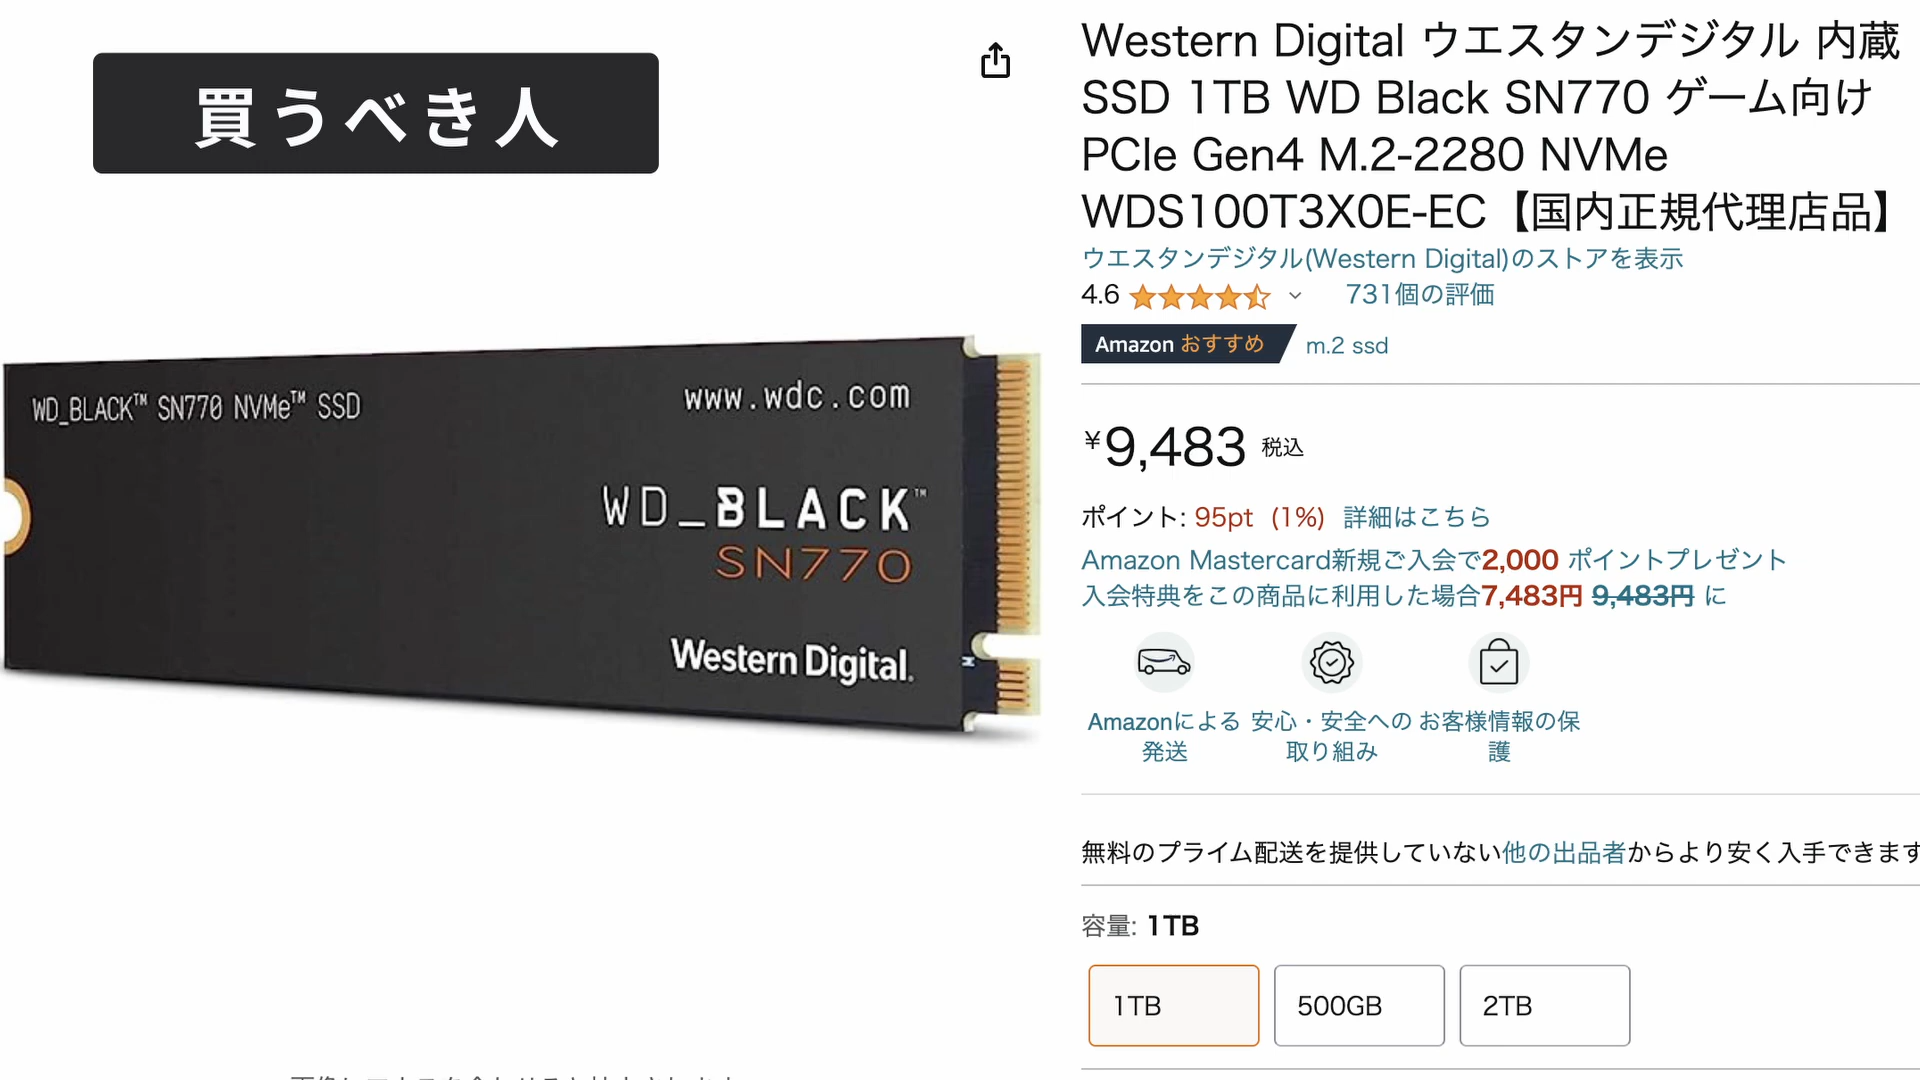 買うべき人
WD_BLACK™ SN770 NVMe™ SSD
www.wdc.com
WD_BLACK™
SN770
Western Digital.
Western Digital ウエスタンデジタル 内蔵
SSD 1TB WD Black SN770 ゲーム向け
PCIe Gen4 M.2-2280 NVMe
WDS100T3X0E-EC【国内正規代理店品】
ウエスタンデジタル(Western Digital)のストアを表示
4.6 731個の評価
Amazon おすすめ m.2 ssd
¥9,483 税込
ポイント: 95pt (1%) 詳細はこちら
Amazon Mastercard新規ご入会で2,000 ポイントプレゼント
入会特典をこの商品に利用した場合7,483円 9,483円 に
Amazonによる
発送
安心・安全への
取り組み
お客様情報の保
護
無料のプライム配送を提供していない他の出品者からより安く入手できます
容量: 1TB
1TB
500GB
2TB